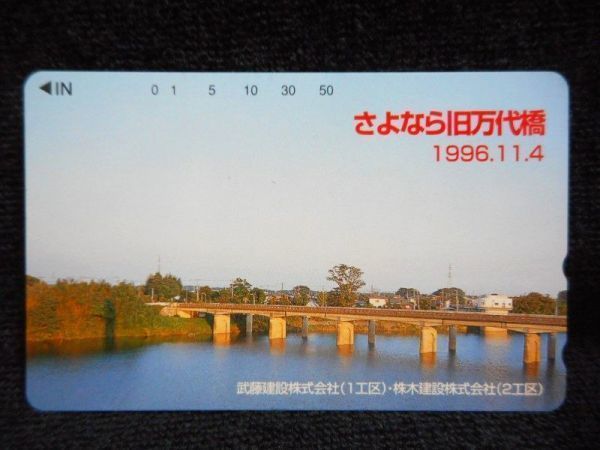 ◀IN 0 1 5 10 30 50
さよなら旧万代橋
1996.11.4
武藤建設株式会社(1工区)・株木建設株式会社(2工区)